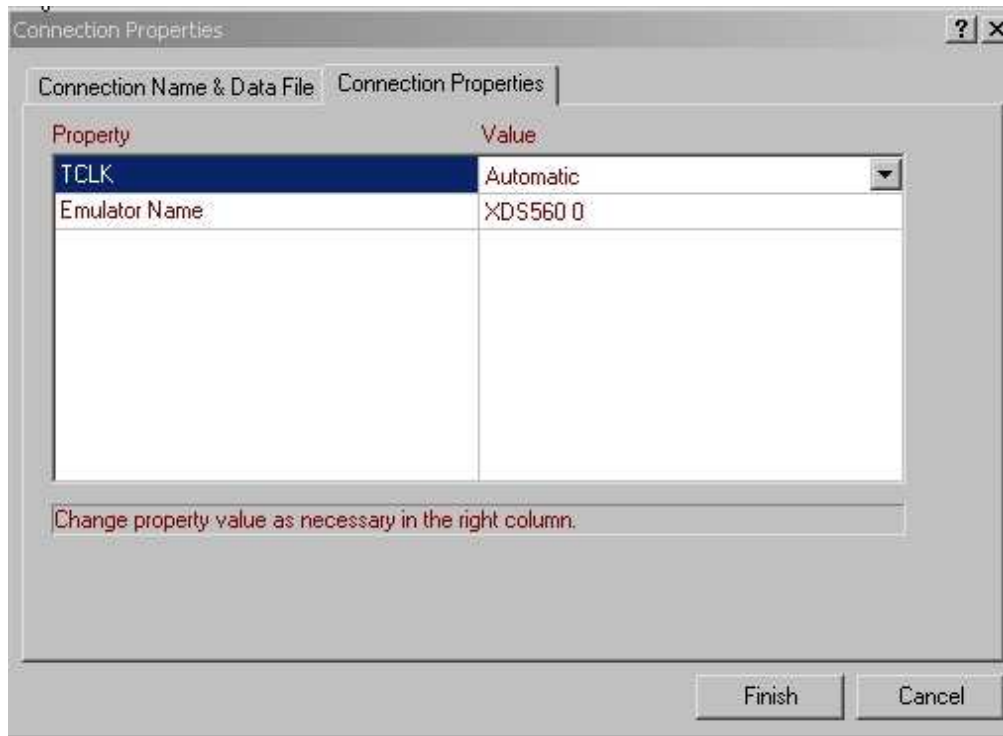 Connection Properties
Connection Name & Data File Connection Properties
Property Value
TCLK Automatic
Emulator Name XDS560 0
Change property value as necessary in the right column.
Finish Cancel